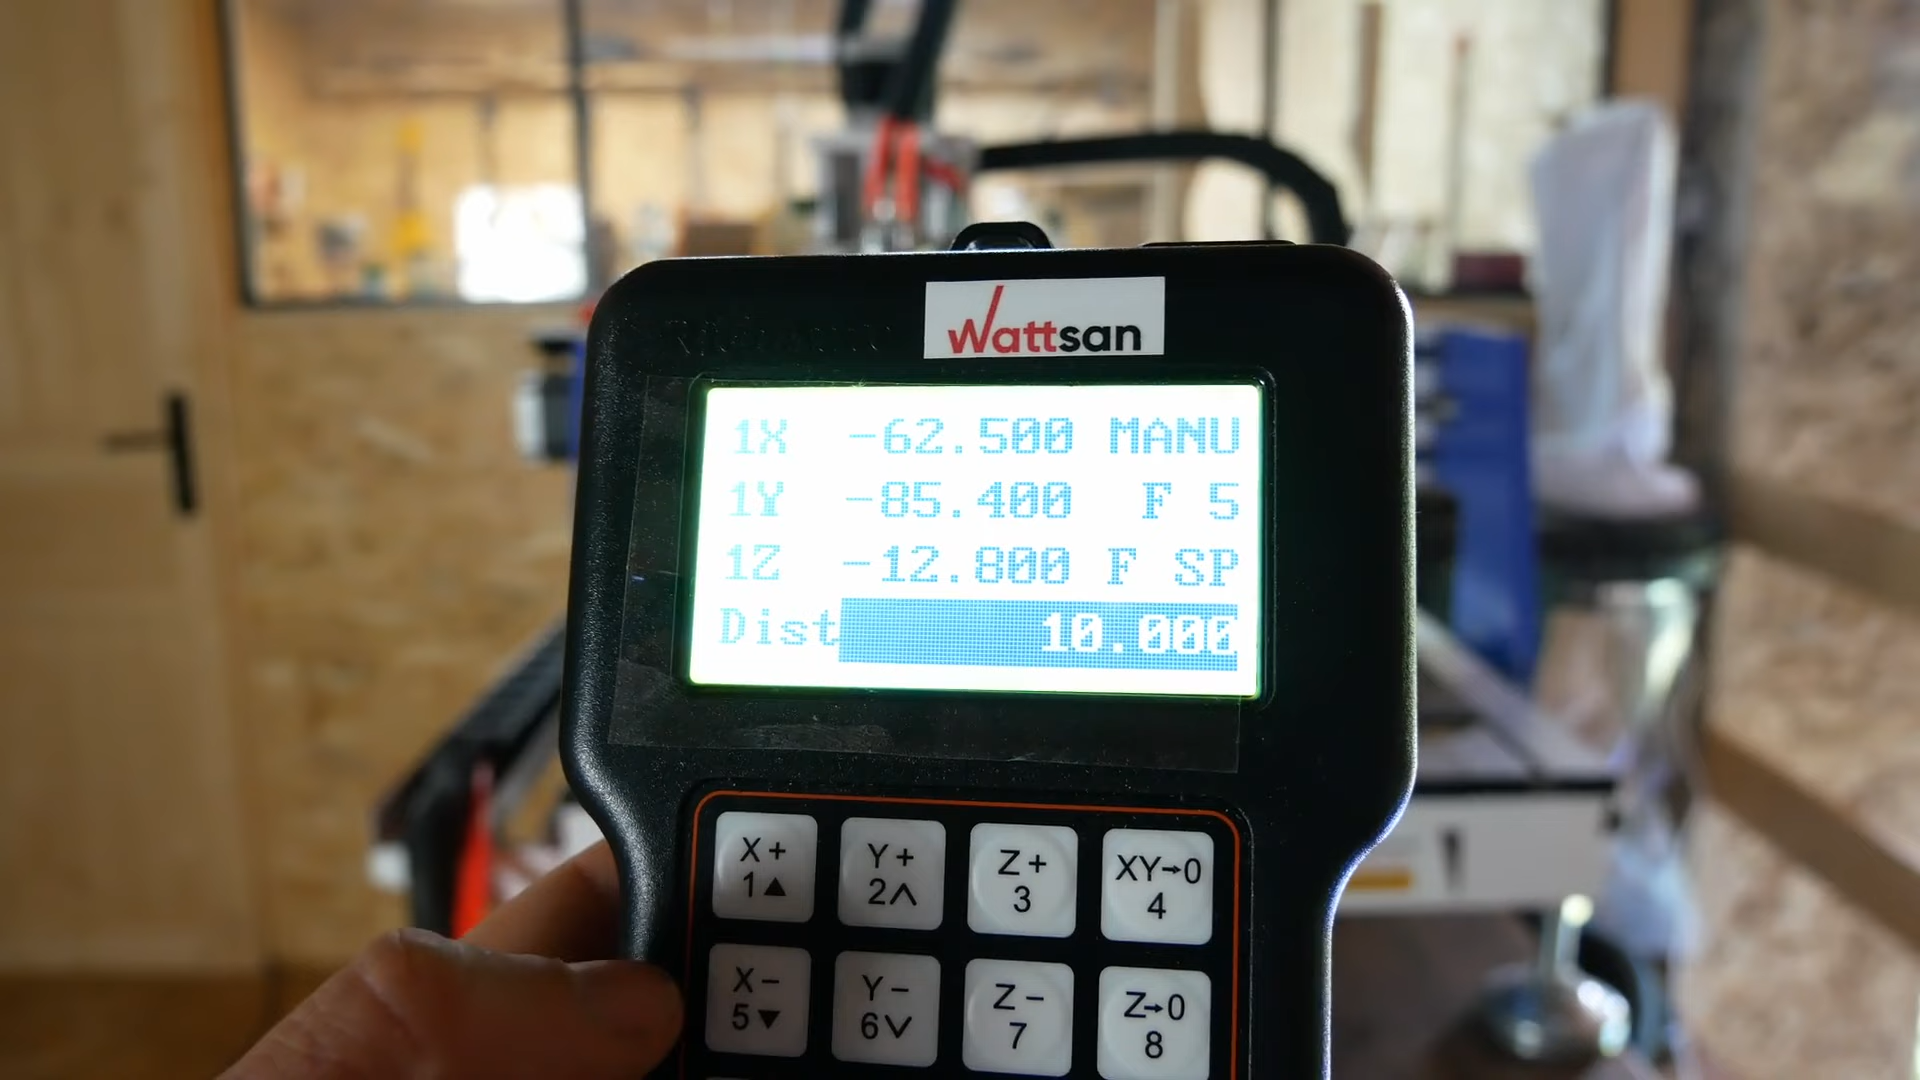 Wattsan
1X -62.500 MANU
1Y -85.400 F 5
1Z -12.800 F SP
Dist 10.000
X+ Y+ Z+ XY→0
1▲ 2∧ 3 4
X- Y- Z- Z→0
5▼ 6∨ 7 8